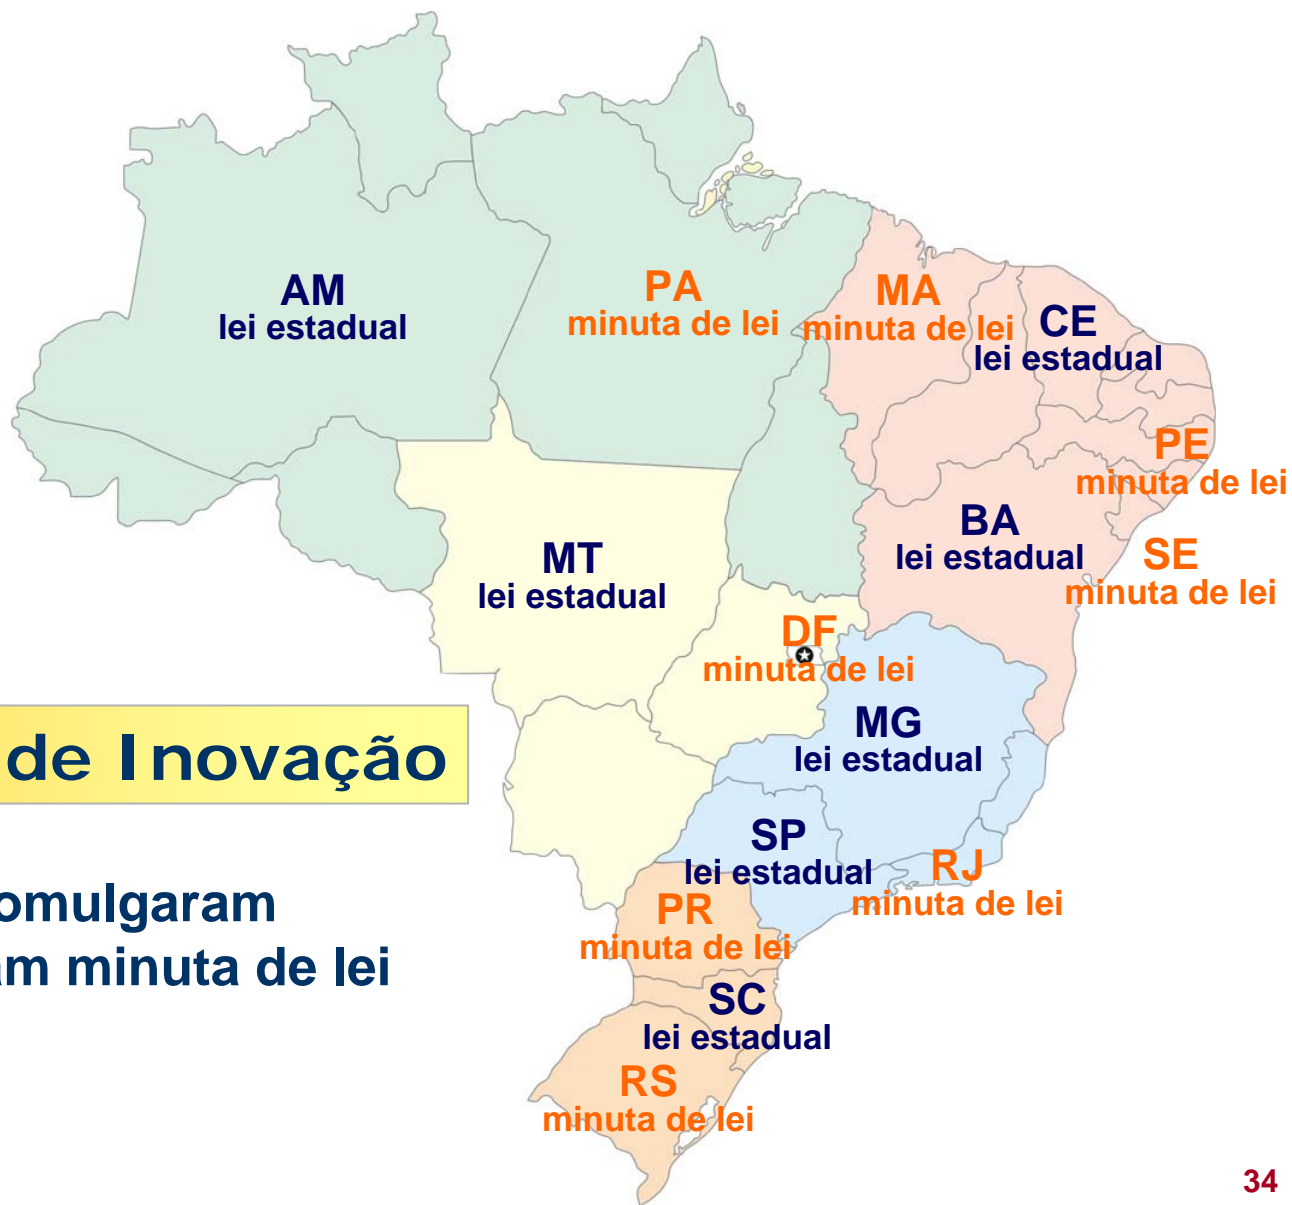 AM
lei estadual
PA
minuta de lei
MA
minuta de lei
CE
lei estadual
PE
minuta de lei
BA
lei estadual
SE
minuta de lei
MT
lei estadual
DF
minuta de lei
MG
lei estadual
de Inovação
SP
lei estadual
RJ
minuta de lei
omulgaram
am minuta de lei
PR
minuta de lei
SC
lei estadual
RS
minuta de lei
34